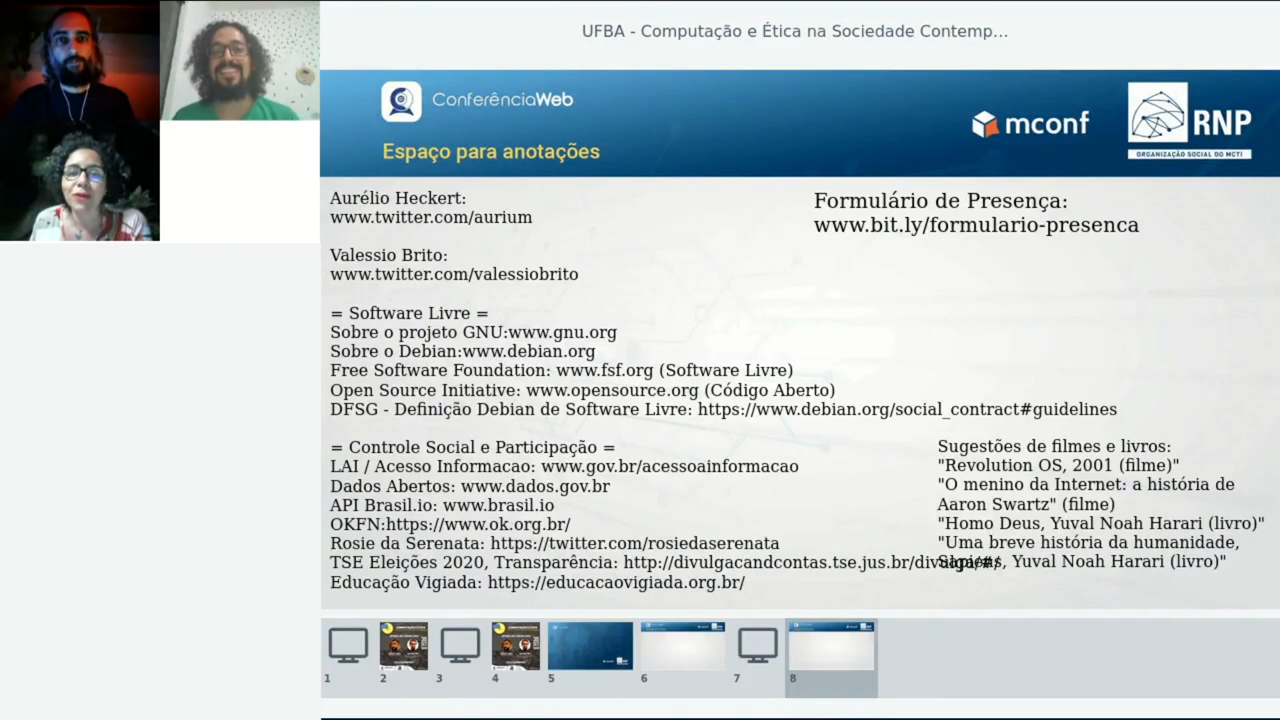 UFBA - Computação e Ética na Sociedade Contemp...
ConferênciaWeb
mconf
RNP
ORGANIZAÇÃO SOCIAL DO MCTI
Espaço para anotações
Aurélio Heckert:
www.twitter.com/aurium
Valessio Brito:
www.twitter.com/valessiobrito
Formulário de Presença:
www.bit.ly/formulario-presenca
= Software Livre =
Sobre o projeto GNU:www.gnu.org
Sobre o Debian:www.debian.org
Free Software Foundation: www.fsf.org (Software Livre)
Open Source Initiative: www.opensource.org (Código Aberto)
DFSG - Definição Debian de Software Livre: https://www.debian.org/social_contract#guidelines
= Controle Social e Participação =
LAI / Acesso Informacao: www.gov.br/acessoainformacao
Dados Abertos: www.dados.gov.br
API Brasil.io: www.brasil.io
OKFN:https://www.ok.org.br/
Rosie da Serenata: https://twitter.com/rosiedaserenata
TSE Eleições 2020, Transparência: http://divulgacandcontas.tse.jus.br/divulga/#/
Educação Vigiada: https://educacaovigiada.org.br/
Sugestões de filmes e livros:
"Revolution OS, 2001 (filme)"
"O menino da Internet: a história de
Aaron Swartz" (filme)
"Homo Deus, Yuval Noah Harari (livro)"
"Uma breve história da humanidade,
Sapiens, Yuval Noah Harari (livro)"
1
2
3
4
5
6
7
8